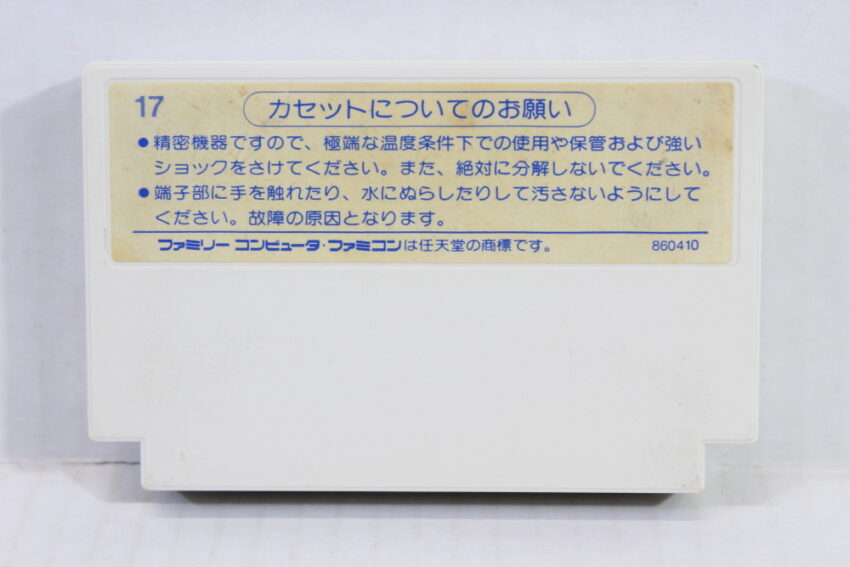 17
カセットについてのお願い
●精密機器ですので、極端な温度条件下での使用や保管および強い
ショックをさけてください。また、絶対に分解しないでください。
●端子部に手を触れたり、水にぬらしたりして汚さないようにして
ください。故障の原因となります。
ファミリー コンピュータ・ファミコンは任天堂の商標です。 860410